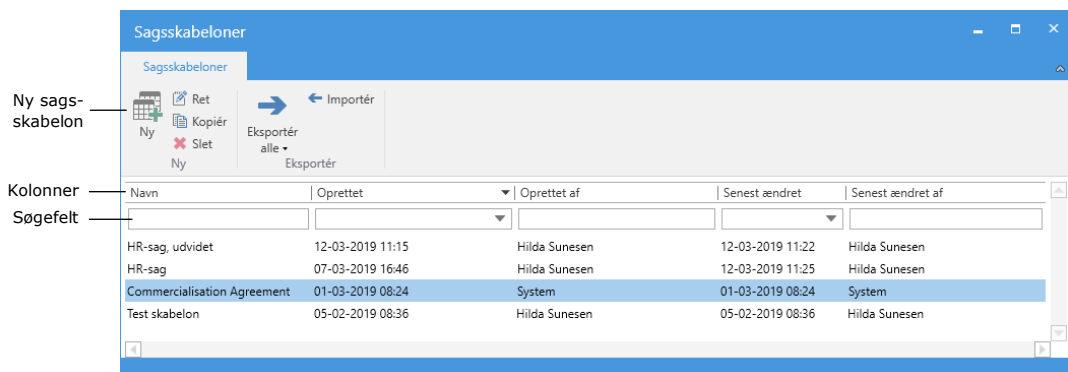 Sagsskabeloner
Sagsskabeloner
Ny sags-
skabelon
Ny
Ret
Kopiér
Slet
Ny
Eksportér
alle
Importér
Eksportér
Kolonner
Navn Oprettet Oprettet af Senest ændret Senest ændret af
Søgefelt
HR-sag, udvidet 12-03-2019 11:15 Hilda Sunesen 12-03-2019 11:22 Hilda Sunesen
HR-sag 07-03-2019 16:46 Hilda Sunesen 12-03-2019 11:25 Hilda Sunesen
Commercialisation Agreement 01-03-2019 08:24 System 01-03-2019 08:24 System
Test skabelon 05-02-2019 08:36 Hilda Sunesen 05-02-2019 08:36 Hilda Sunesen